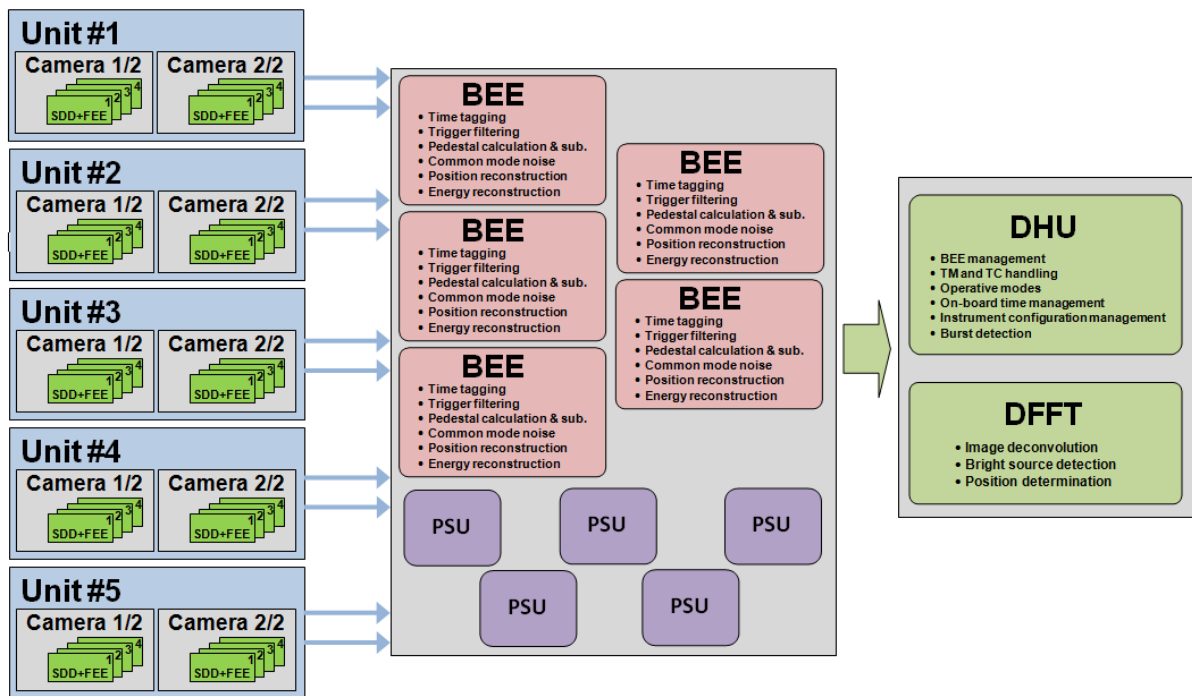 Unit #1
Camera 1/2
Camera 2/2
1 2 3 4
SDD+FEE
1 2 3 4
SDD+FEE
Unit #2
Camera 1/2
Camera 2/2
1 2 3 4
SDD+FEE
1 2 3 4
SDD+FEE
Unit #3
Camera 1/2
Camera 2/2
1 2 3 4
SDD+FEE
1 2 3 4
SDD+FEE
Unit #4
Camera 1/2
Camera 2/2
1 2 3 4
SDD+FEE
1 2 3 4
SDD+FEE
Unit #5
Camera 1/2
Camera 2/2
1 2 3 4
SDD+FEE
1 2 3 4
SDD+FEE
BEE
• Time tagging
• Trigger filtering
• Pedestal calculation & sub.
• Common mode noise
• Position reconstruction
• Energy reconstruction
BEE
• Time tagging
• Trigger filtering
• Pedestal calculation & sub.
• Common mode noise
• Position reconstruction
• Energy reconstruction
BEE
• Time tagging
• Trigger filtering
• Pedestal calculation & sub.
• Common mode noise
• Position reconstruction
• Energy reconstruction
BEE
• Time tagging
• Trigger filtering
• Pedestal calculation & sub.
• Common mode noise
• Position reconstruction
• Energy reconstruction
BEE
• Time tagging
• Trigger filtering
• Pedestal calculation & sub.
• Common mode noise
• Position reconstruction
• Energy reconstruction
PSU
PSU
PSU
PSU
PSU
DHU
• BEE management
• TM and TC handling
• Operative modes
• On-board time management
• Instrument configuration management
• Burst detection
DFFT
• Image deconvolution
• Bright source detection
• Position determination